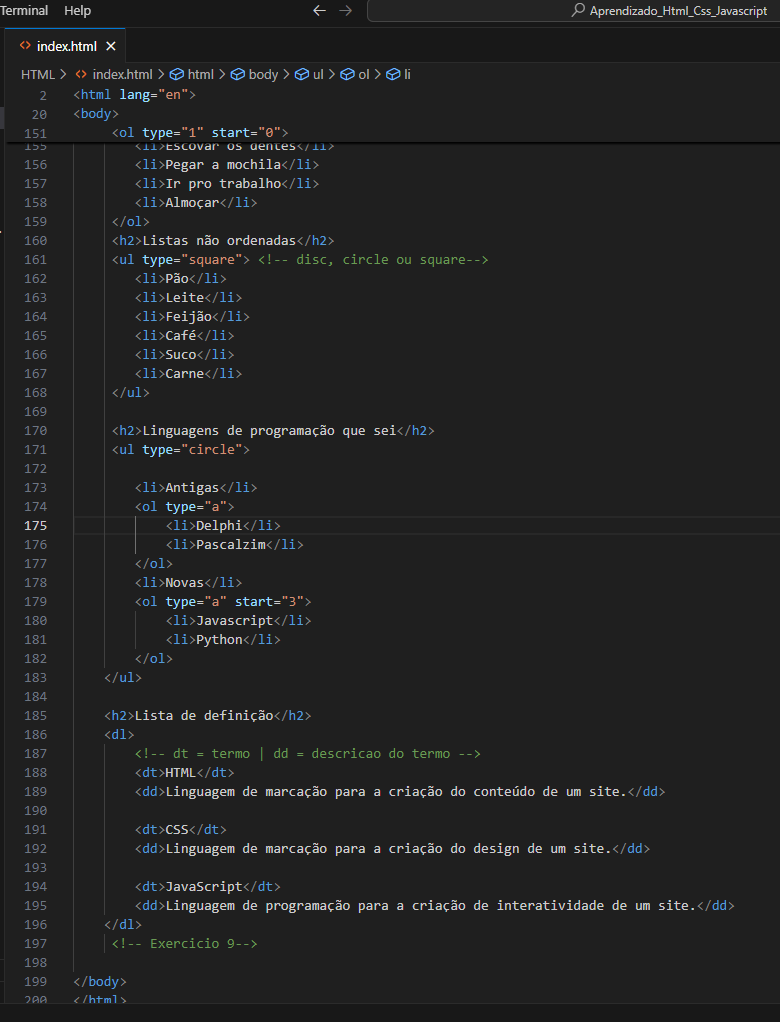 Terminal Help
Aprendizado_Html_Css_Javascript
index.html
HTML > index.html > html > body > ul > ol > li
2 <html lang="en">
20 <body>
151 <ol type="1" start="0">
155 <li>Escovar os dentes</li>
156 <li>Pegar a mochila</li>
157 <li>Ir pro trabalho</li>
158 <li>Almoçar</li>
159 </ol>
160 <h2>Listas não ordenadas</h2>
161 <ul type="square"> <!-- disc, circle ou square-->
162 <li>Pão</li>
163 <li>Leite</li>
164 <li>Feijão</li>
165 <li>Café</li>
166 <li>Suco</li>
167 <li>Carne</li>
168 </ul>
169
170 <h2>Linguagens de programação que sei</h2>
171 <ul type="circle">
172
173 <li>Antigas</li>
174 <ol type="a">
175 <li>Delphi</li>
176 <li>Pascalzim</li>
177 </ol>
178 <li>Novas</li>
179 <ol type="a" start="3">
180 <li>Javascript</li>
181 <li>Python</li>
182 </ol>
183 </ul>
184
185 <h2>Lista de definição</h2>
186 <dl>
187 <!-- dt = termo | dd = descricao do termo -->
188 <dt>HTML</dt>
189 <dd>Linguagem de marcação para a criação do conteúdo de um site.</dd>
190
191 <dt>CSS</dt>
192 <dd>Linguagem de marcação para a criação do design de um site.</dd>
193
194 <dt>JavaScript</dt>
195 <dd>Linguagem de programação para a criação de interatividade de um site.</dd>
196 </dl>
197 <!-- Exercicio 9-->
198
199 </body>
200 </html>